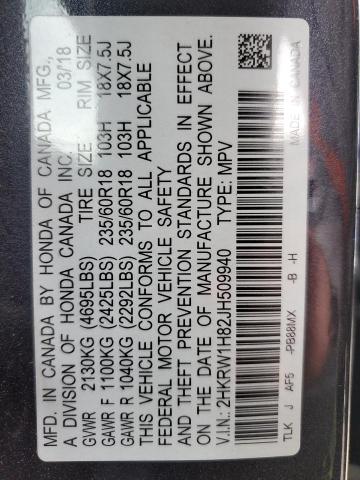 MFD. IN CANADA BY HONDA OF CANADA MFG.,
A DIVISION OF HONDA CANADA INC. 03/18
TIRE SIZE RIM SIZE
GVWR 2130KG (4695LBS)
GAWR F 1100KG (2425LBS) 235/60R18 103H 18X7.5J
GAWR R 1040KG (2292LBS) 235/60R18 103H 18X7.5J
THIS VEHICLE CONFORMS TO ALL APPLICABLE
FEDERAL MOTOR VEHICLE SAFETY
AND THEFT PREVENTION STANDARDS IN EFFECT
ON THE DATE OF MANUFACTURE SHOWN ABOVE.
V.I.N.: 2HKRW1H82JH509940 TYPE: MPV
TLK J AF5 -PB88MX -B -H MADE IN CANADA